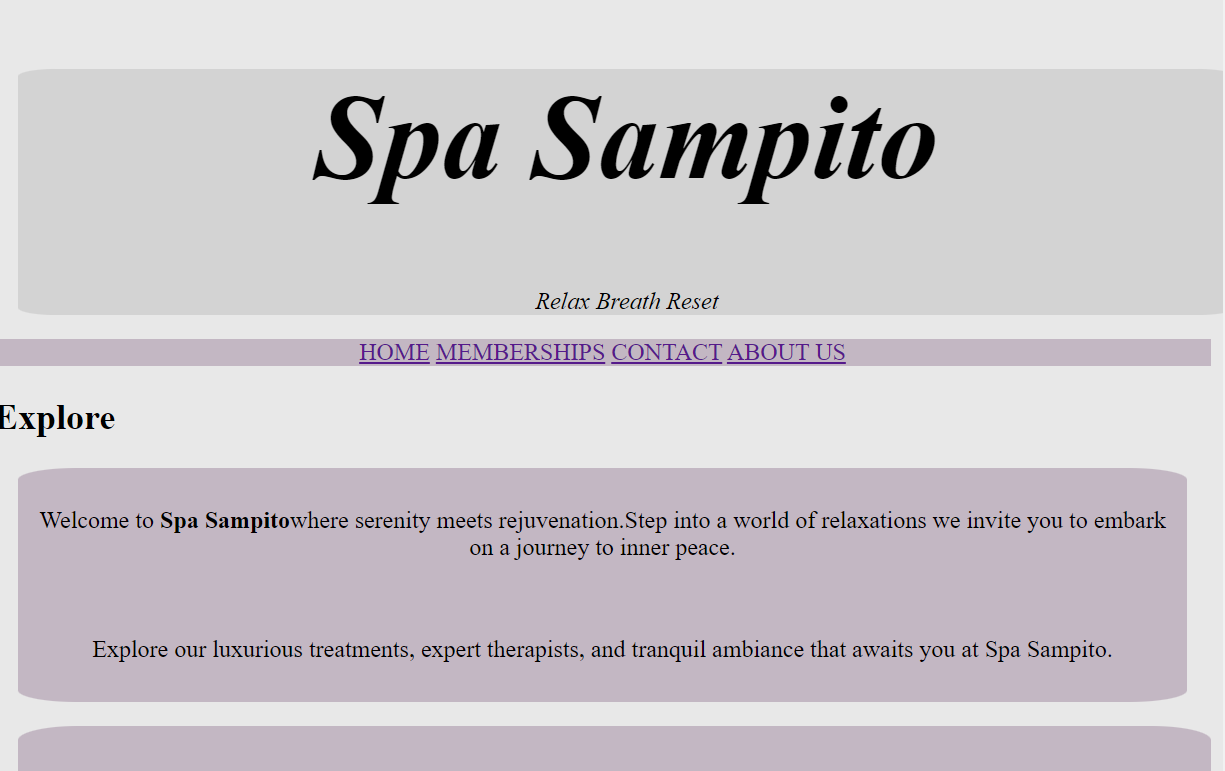 Spa Sampito
Relax Breath Reset
HOME MEMBERSHIPS CONTACT ABOUT US
Explore
Welcome to Spa Sampitowhere serenity meets rejuvenation.Step into a world of relaxations we invite you to embark
on a journey to inner peace.
Explore our luxurious treatments, expert therapists, and tranquil ambiance that awaits you at Spa Sampito.